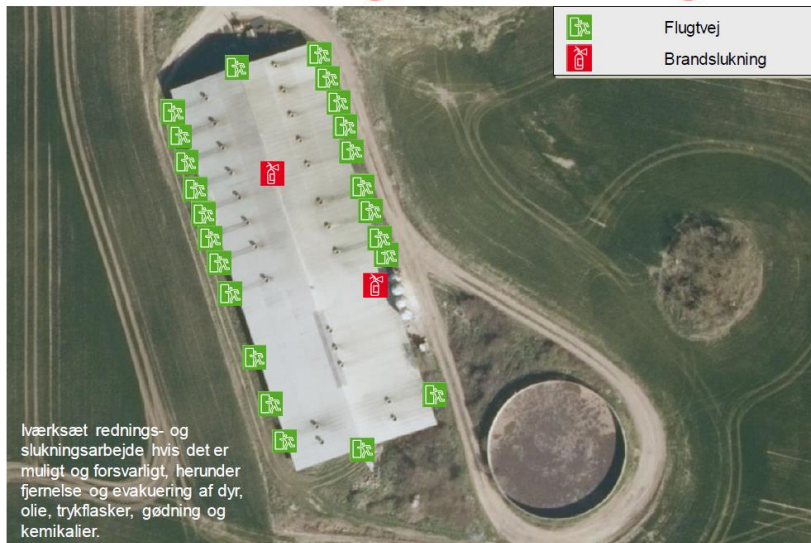 Flugtvej
Brandslukning
Iværksæt rednings- og
slukningsarbejde hvis det er
muligt og forsvarligt, herunder
fjernelse og evakuering af dyr,
olie, trykflasker, gødning og
kemikalier.